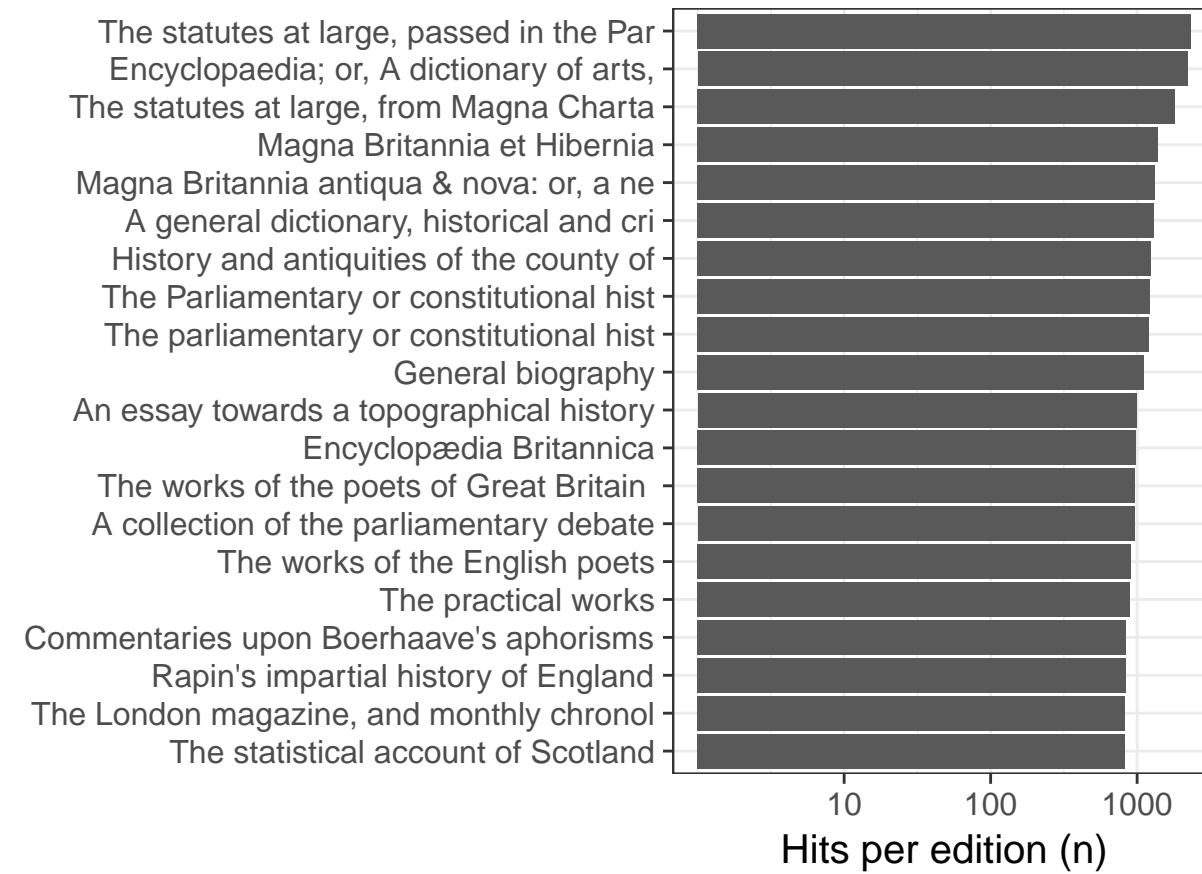 The statutes at large, passed in the Par
Encyclopaedia; or, A dictionary of arts,
The statutes at large, from Magna Charta
Magna Britannia et Hibernia
Magna Britannia antiqua & nova: or, a ne
A general dictionary, historical and cri
History and antiquities of the county of
The Parliamentary or constitutional hist
The parliamentary or constitutional hist
General biography
An essay towards a topographical history
Encyclopædia Britannica
The works of the poets of Great Britain
A collection of the parliamentary debate
The works of the English poets
The practical works
Commentaries upon Boerhaave's aphorisms
Rapin's impartial history of England
The London magazine, and monthly chronol
The statistical account of Scotland
10 100 1000
Hits per edition (n)